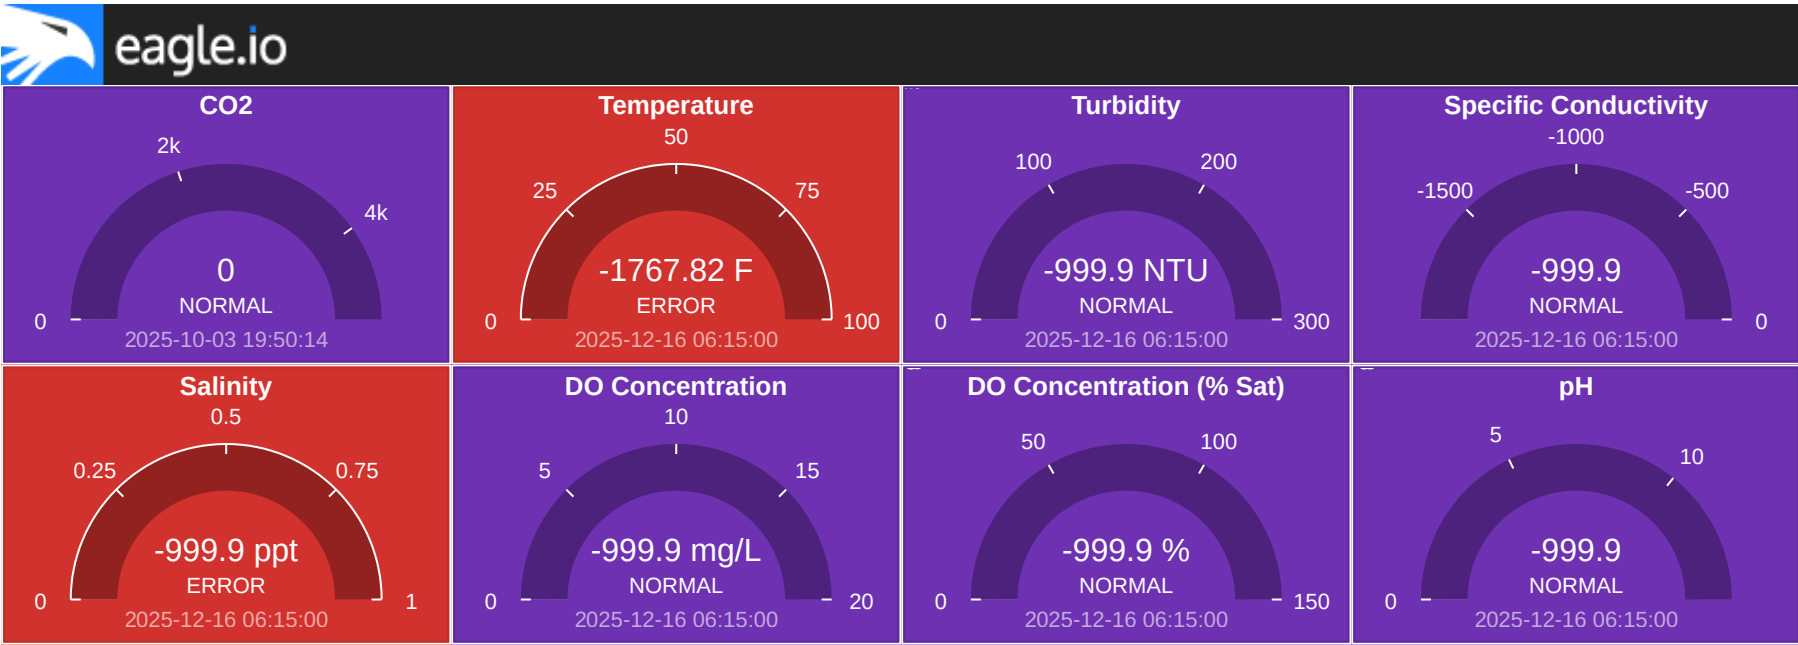 eagle.io
CO2
2k
4k
0
0
NORMAL
2025-10-03 19:50:14
Temperature
50
25
75
0
100
-1767.82 F
ERROR
2025-12-16 06:15:00
Turbidity
100
200
0
300
-999.9 NTU
NORMAL
2025-12-16 06:15:00
Specific Conductivity
-1000
-1500
-500
0
-999.9
NORMAL
2025-12-16 06:15:00
Salinity
0.5
0.25
0.75
0
1
-999.9 ppt
ERROR
2025-12-16 06:15:00
DO Concentration
10
5
15
0
20
-999.9 mg/L
NORMAL
2025-12-16 06:15:00
DO Concentration (% Sat)
50
100
0
150
-999.9 %
NORMAL
2025-12-16 06:15:00
pH
5
10
0
-999.9
NORMAL
2025-12-16 06:15:00